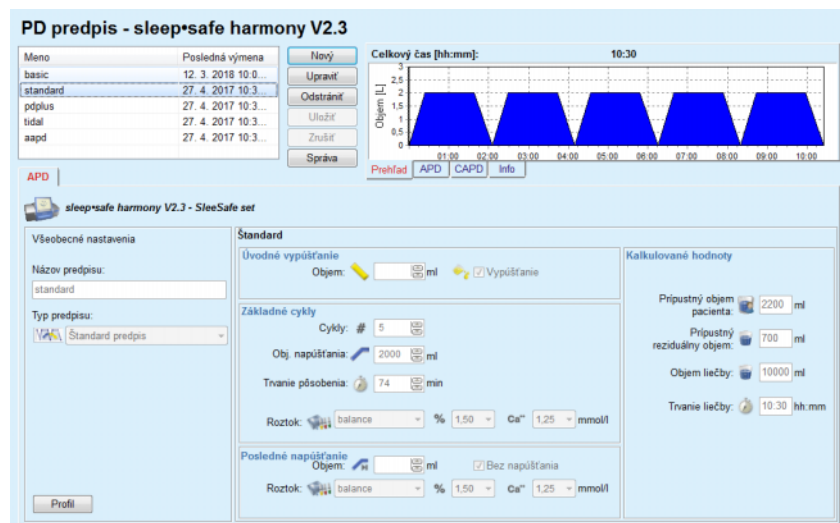 PD predpis - sleep•safe harmony V2.3
Meno Posledná výmena
basic 12. 3. 2018 10:0...
standard 27. 4. 2017 10:3...
pdplus 27. 4. 2017 10:3...
tidal 27. 4. 2017 10:3...
aapd 27. 4. 2017 10:3...
Nový
Upraviť
Odstrániť
Uložiť
Zrušiť
Správa
Celkový čas [hh:mm]: 10:30
Objem [L]
3
2,5
2
1,5
1
0,5
0
01:00 02:00 03:00 04:00 05:00 06:00 07:00 08:00 09:00 10:00
Prehľad APD CAPD Info
APD
sleep•safe harmony V2.3 - SleeSafe set
Všeobecné nastavenia
Názov predpisu:
standard
Typ predpisu:
Štandard predpis
Profil
Štandard
Úvodné vypúšťanie
Objem: ml Vypúšťanie
Základné cykly
Cykly: # 5
Obj. napúšťania: 2000 ml
Trvanie pôsobenia: 74 min
Roztok: balance % 1,50 Ca⁺⁺ 1,25 mmol/l
Posledné napúšťanie
Objem: ml Bez napúšťania
Roztok: balance % 1,50 Ca⁺⁺ 1,25 mmol/l
Kalkulované hodnoty
Prípustný objem
pacienta: 2200 ml
Prípustný
reziduálny objem: 700 ml
Objem liečby: 10000 ml
Trvanie liečby: 10:30 hh:mm